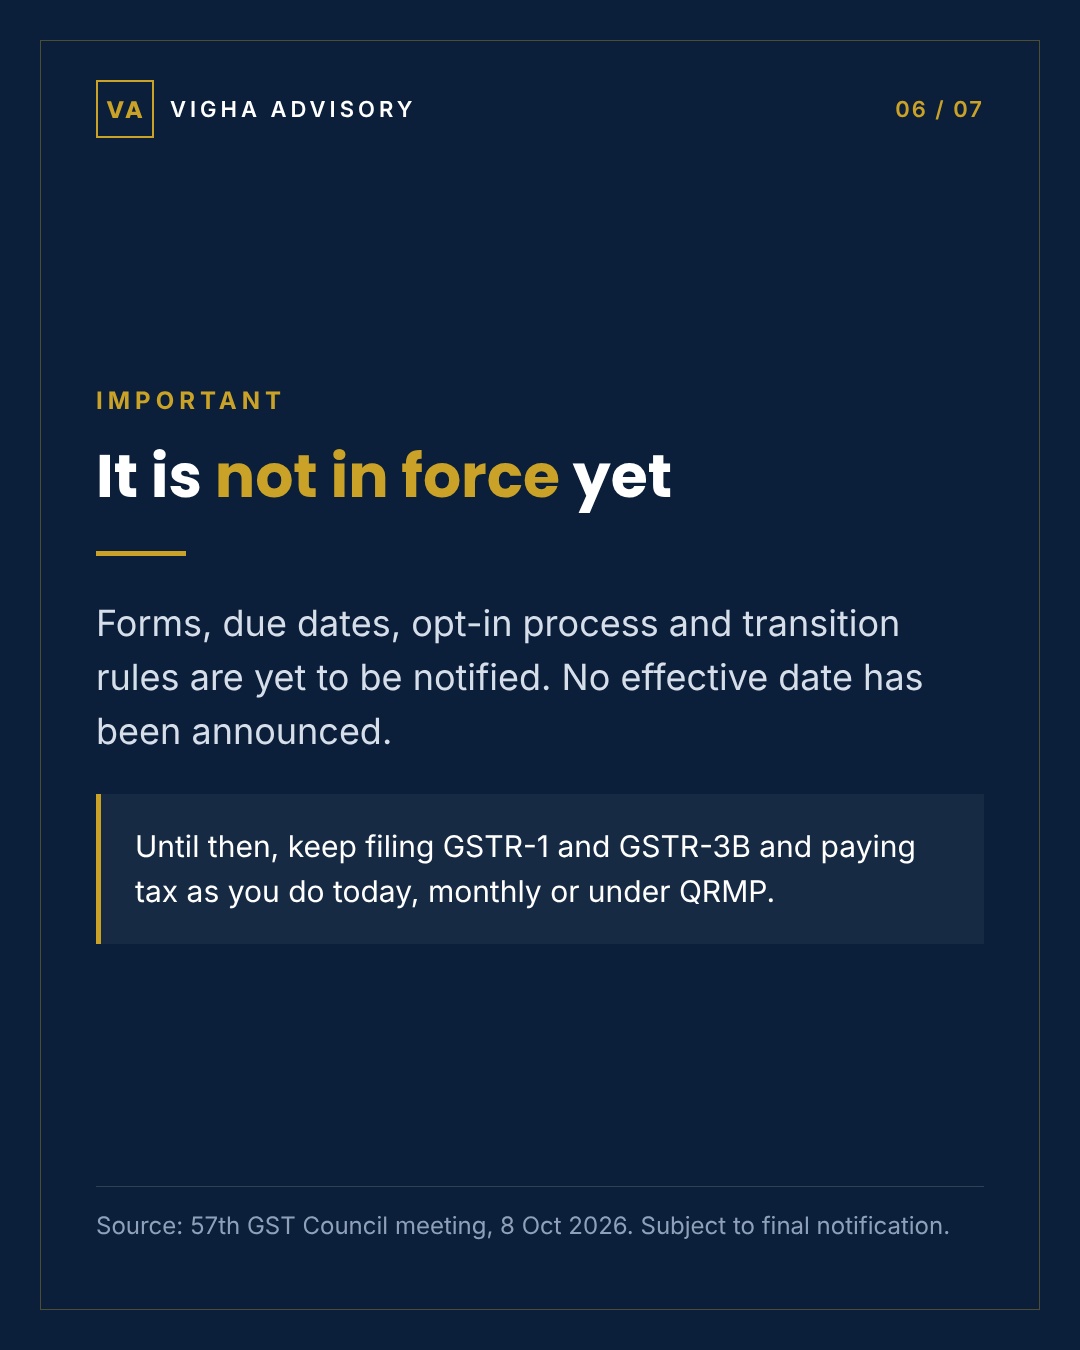 VA
VIGHA ADVISORY
06 / 07
IMPORTANT
It is not in force yet
Forms, due dates, opt-in process and transition
rules are yet to be notified. No effective date has
been announced.
Until then, keep filing GSTR-1 and GSTR-3B and paying
tax as you do today, monthly or under QRMP.
Source: 57th GST Council meeting, 8 Oct 2026. Subject to final notification.